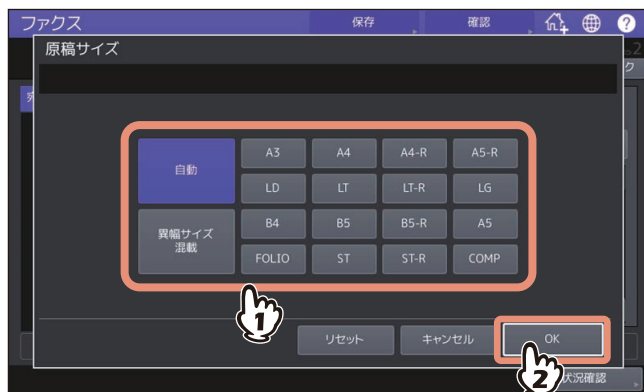 ファクス 保存 確認 ?
原稿サイズ
自動 A3 A4 A4-R A5-R
LD LT LT-R LG
異幅サイズ
混載
B4 B5 B5-R A5
FOLIO ST ST-R COMP
1
リセット キャンセル OK
2
状況確認